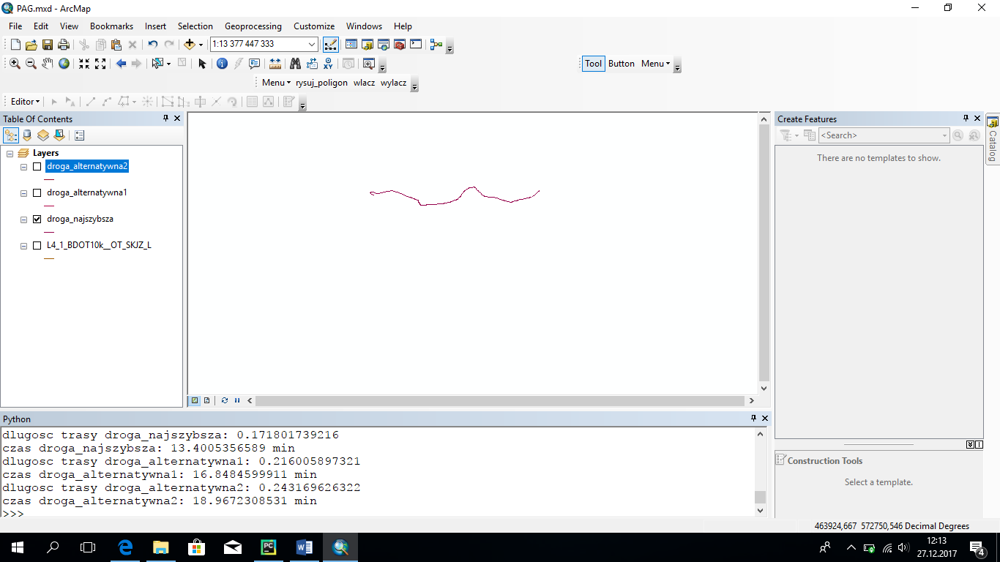 PAG.mxd - ArcMap
File Edit View Bookmarks Insert Selection Geoprocessing Customize Windows Help
1:13 377 447 333
Tool Button Menu
Menu rysuj_poligon wlacz wylacz
Editor
Table Of Contents
Layers
droga_alternatywna2
droga_alternatywna1
droga_najszybsza
L4_1_BDOT10k__OT_SKJZ_L
Create Features
<Search>
There are no templates to show.
Catalog
Construction Tools
Select a template.
Python
dlugosc trasy droga_najszybsza: 0.171801739216
czas droga_najszybsza: 13.4005356589 min
dlugosc trasy droga_alternatywna1: 0.216005897321
czas droga_alternatywna1: 16.8484599911 min
dlugosc trasy droga_alternatywna2: 0.243169626322
czas droga_alternatywna2: 18.9672308531 min
>>>
463924,667 572750,546 Decimal Degrees
12:13
27.12.2017
4